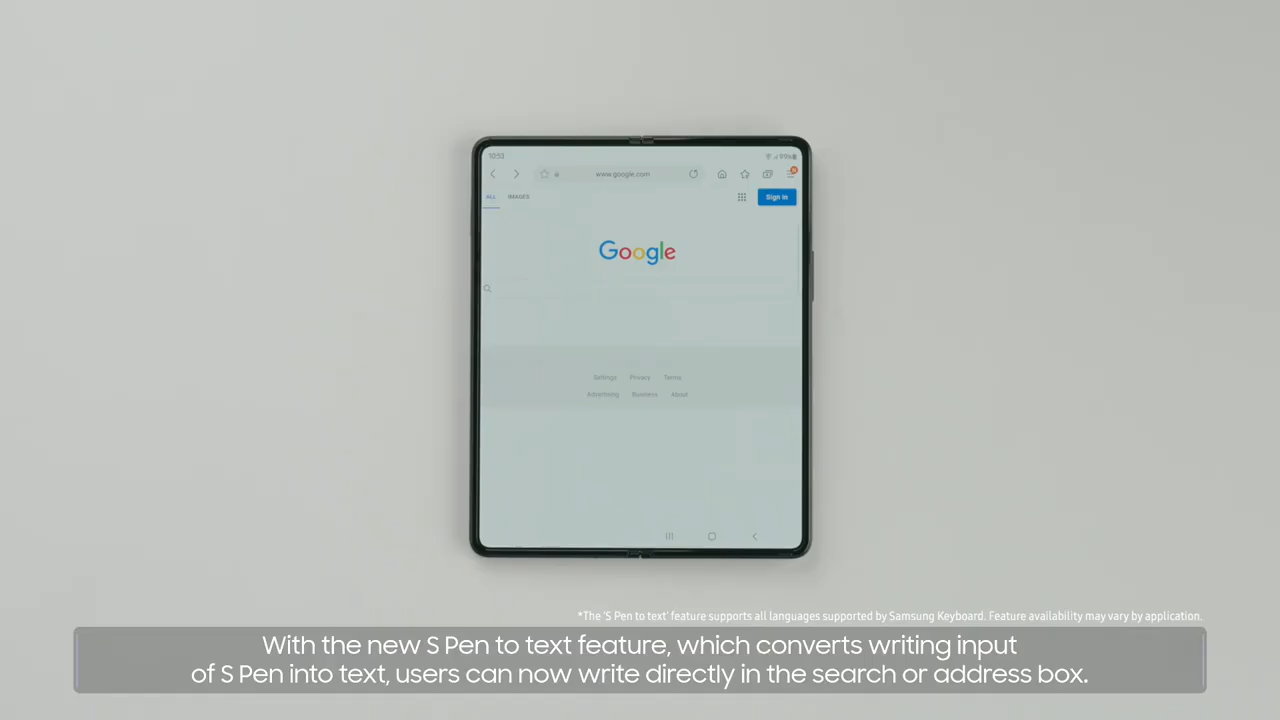 10:53
99%
www.google.com
ALL IMAGES
Sign in
Google
Settings Privacy Terms
Advertising Business About
*The 'S Pen to text' feature supports all languages supported by Samsung Keyboard. Feature availability may vary by application.
With the new S Pen to text feature, which converts writing input
of S Pen into text, users can now write directly in the search or address box.